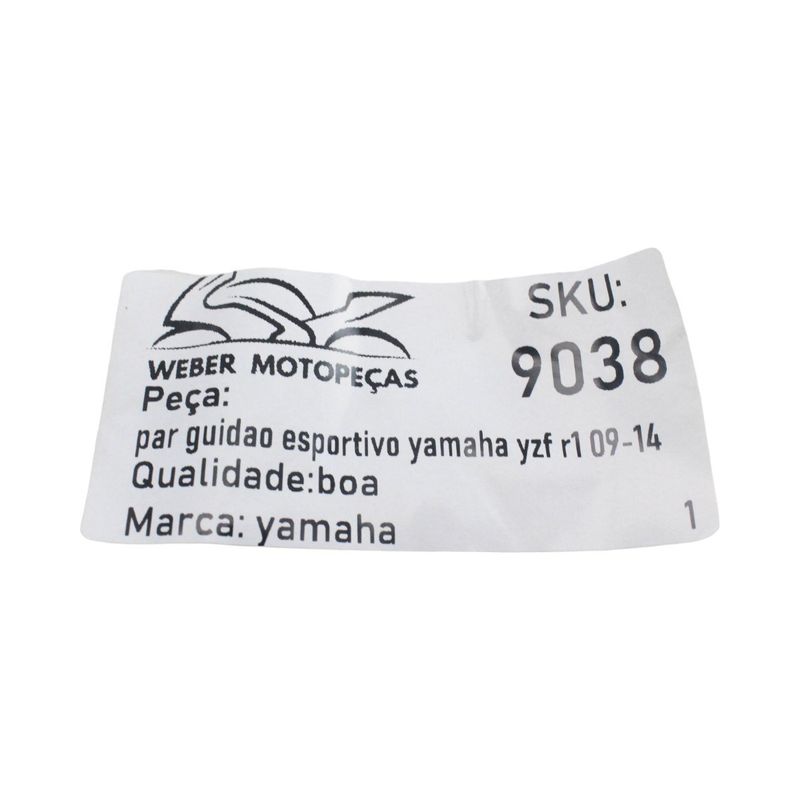 WEBER MOTOPEÇAS
SKU:
9038
Peça:
par guidao esportivo yamaha yzf r1 09-14
Qualidade:boa
Marca: yamaha
1